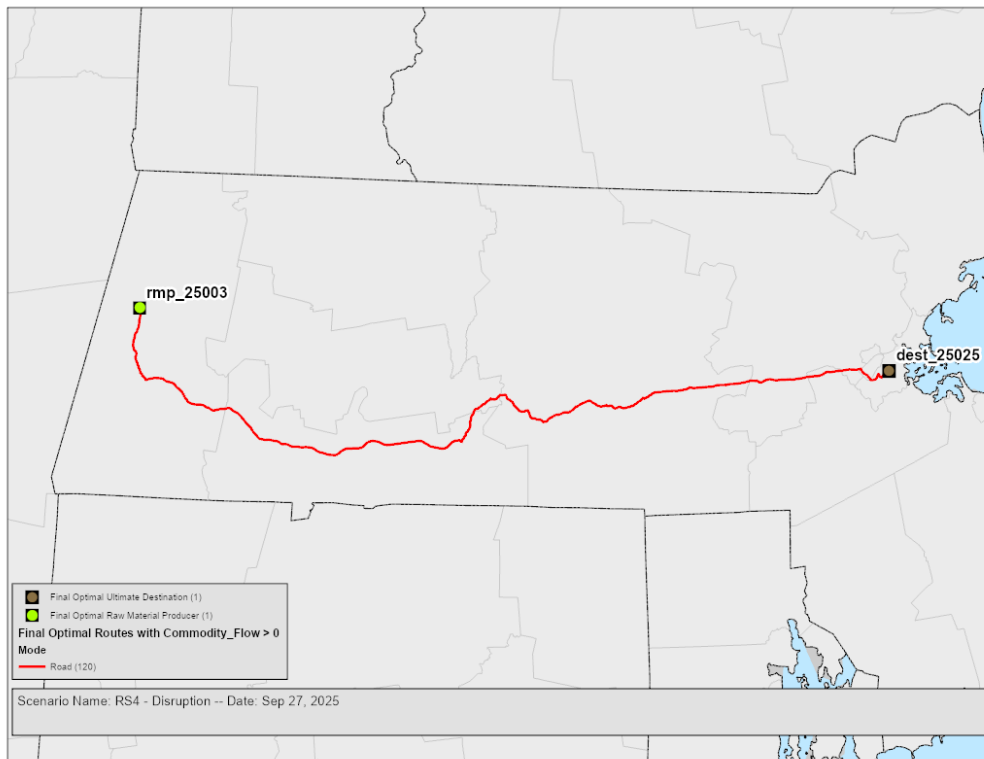 rmp_25003
dest_25025
Final Optimal Ultimate Destination (1)
Final Optimal Raw Material Producer (1)
Final Optimal Routes with Commodity_Flow > 0
Mode
Road (120)
Scenario Name: RS4 - Disruption -- Date: Sep 27, 2025